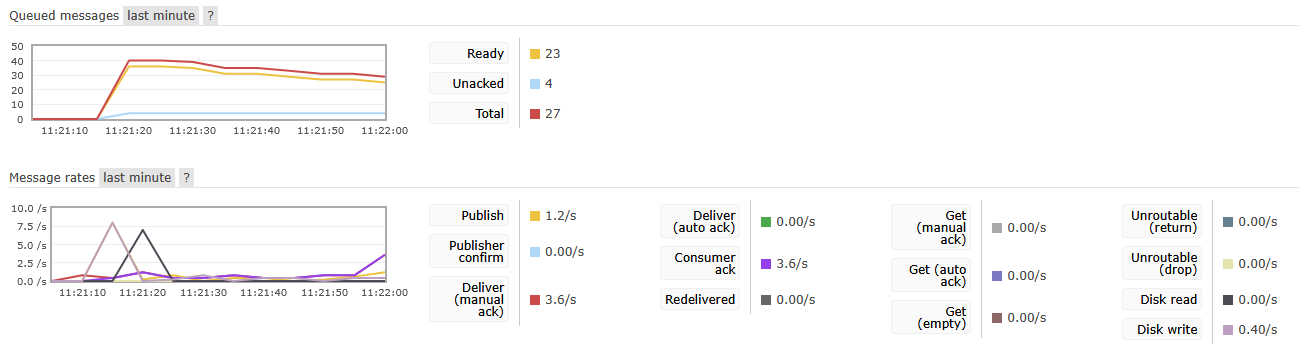 Queued messages last minute ?
50
40
30
20
10
0
11:21:10 11:21:20 11:21:30 11:21:40 11:21:50 11:22:00
Ready 23
Unacked 4
Total 27
Message rates last minute ?
10.0 /s
7.5 /s
5.0 /s
2.5 /s
0.0 /s
11:21:10 11:21:20 11:21:30 11:21:40 11:21:50 11:22:00
Publish 1.2/s
Publisher
confirm 0.00/s
Deliver
(manual
ack) 3.6/s
Deliver
(auto ack) 0.00/s
Consumer
ack 3.6/s
Redelivered 0.00/s
Get
(manual
ack) 0.00/s
Get (auto
ack) 0.00/s
Get
(empty) 0.00/s
Unroutable
(return) 0.00/s
Unroutable
(drop) 0.00/s
Disk read 0.00/s
Disk write 0.40/s